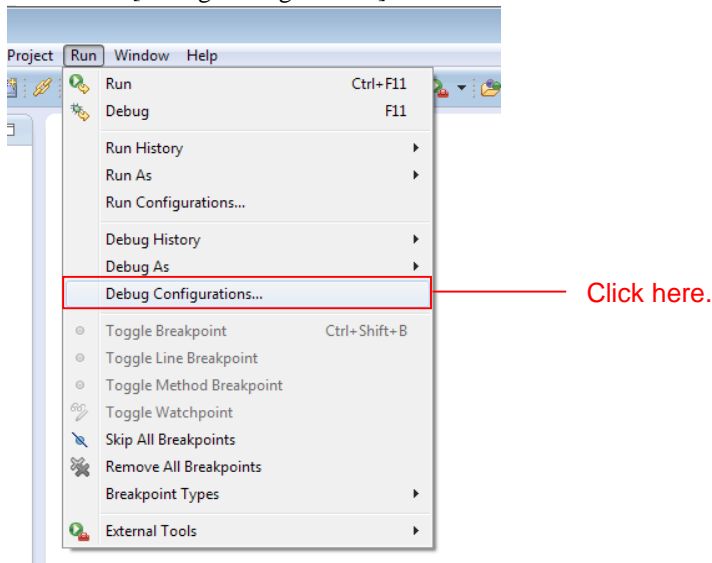 Project Run Window Help
Run Ctrl+F11
Debug F11
Run History
Run As
Run Configurations...
Debug History
Debug As
Debug Configurations...
Click here.
Toggle Breakpoint Ctrl+Shift+B
Toggle Line Breakpoint
Toggle Method Breakpoint
Toggle Watchpoint
Skip All Breakpoints
Remove All Breakpoints
Breakpoint Types
External Tools